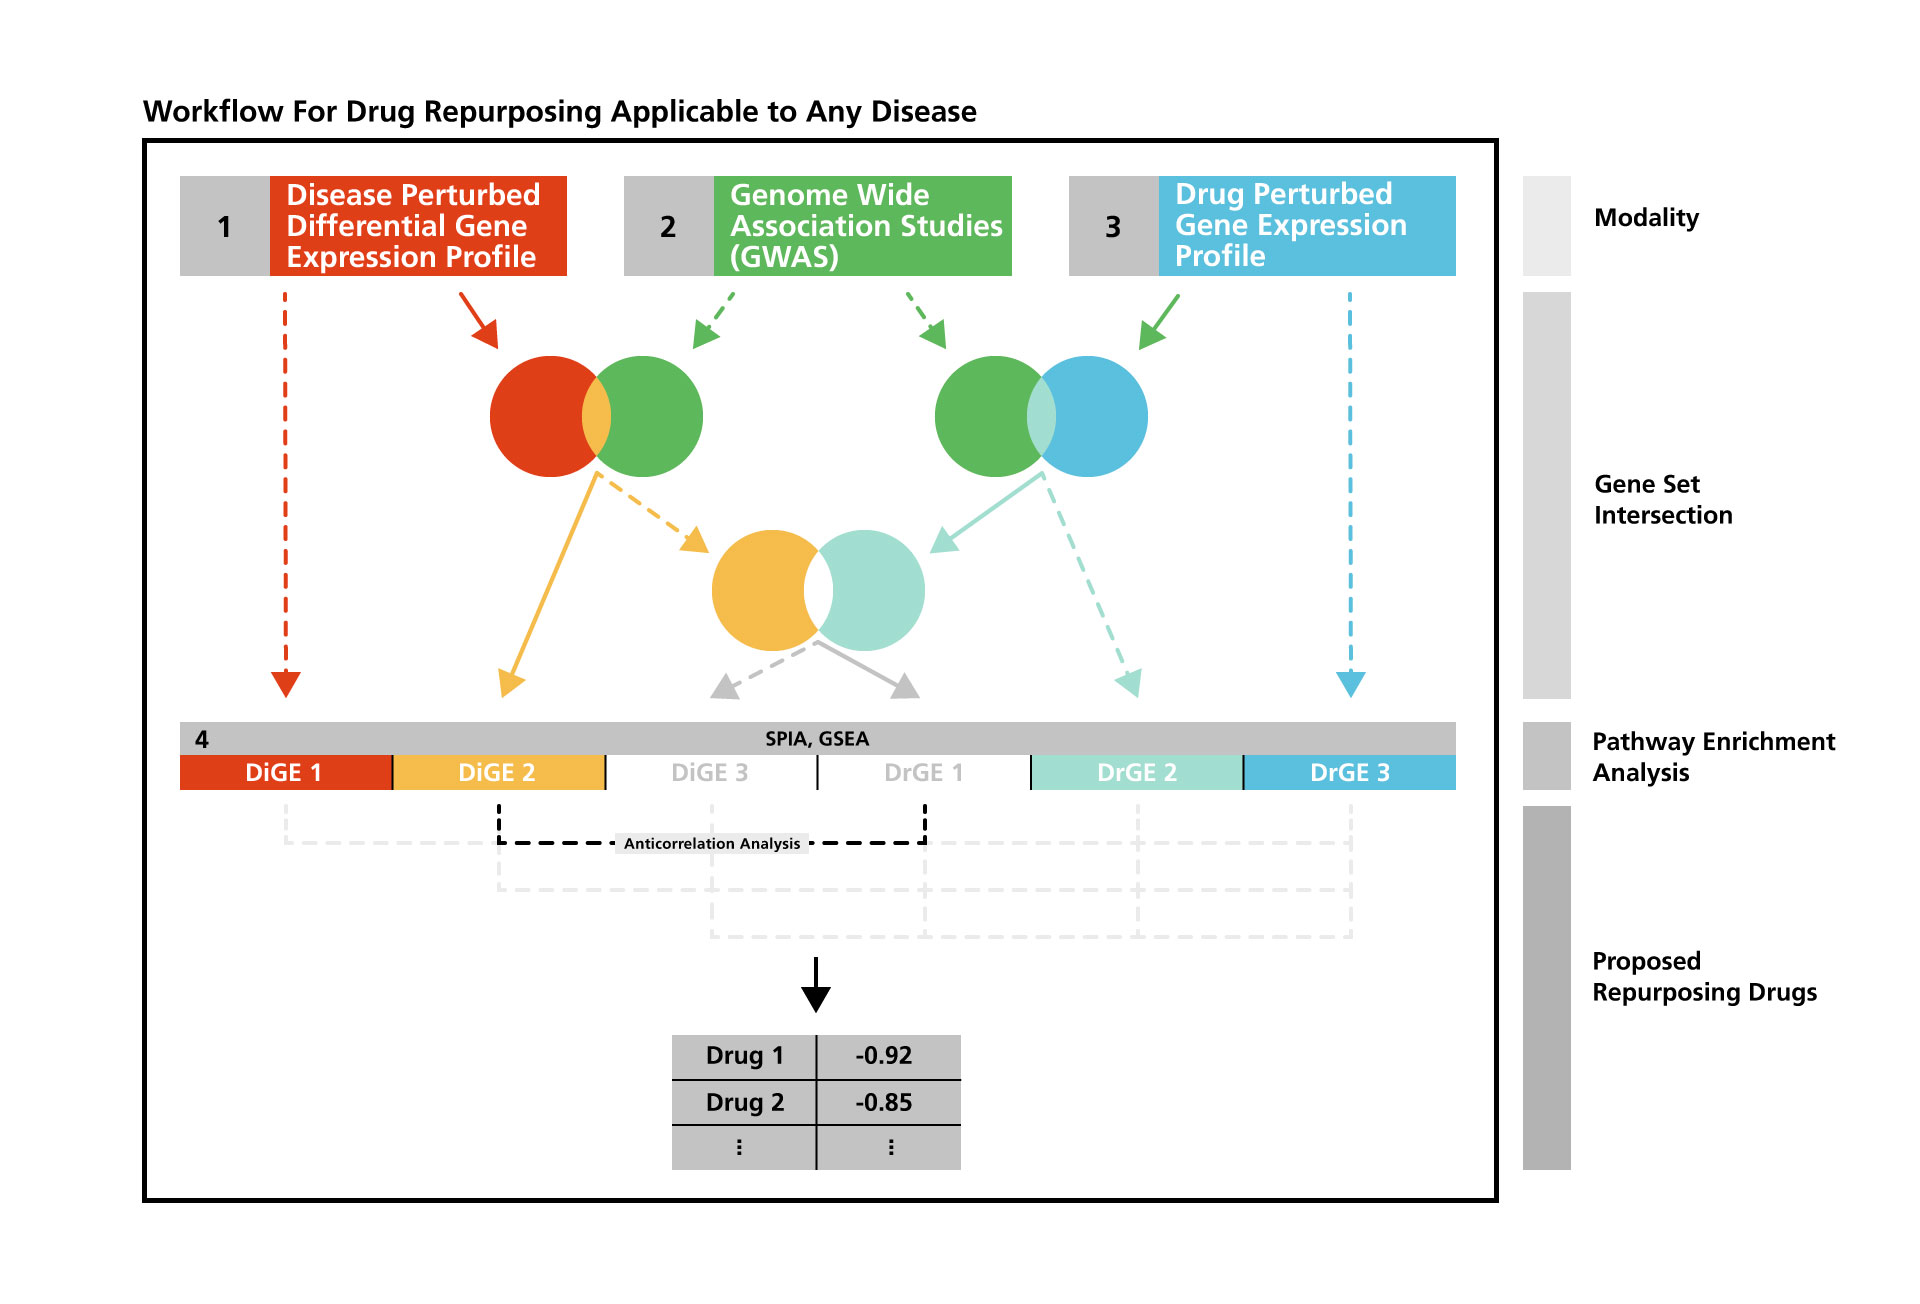 Workflow For Drug Repurposing Applicable to Any Disease
1
Disease Perturbed
Differential Gene
Expression Profile
2
Genome Wide
Association Studies
(GWAS)
3
Drug Perturbed
Gene Expression
Profile
Modality
Gene Set
Intersection
4
SPIA, GSEA
DiGE 1
DiGE 2
DiGE 3
DrGE 1
DrGE 2
DrGE 3
Pathway Enrichment
Analysis
Anticorrelation Analysis
Proposed
Repurposing Drugs
Drug 1
-0.92
Drug 2
-0.85
⋮
⋮